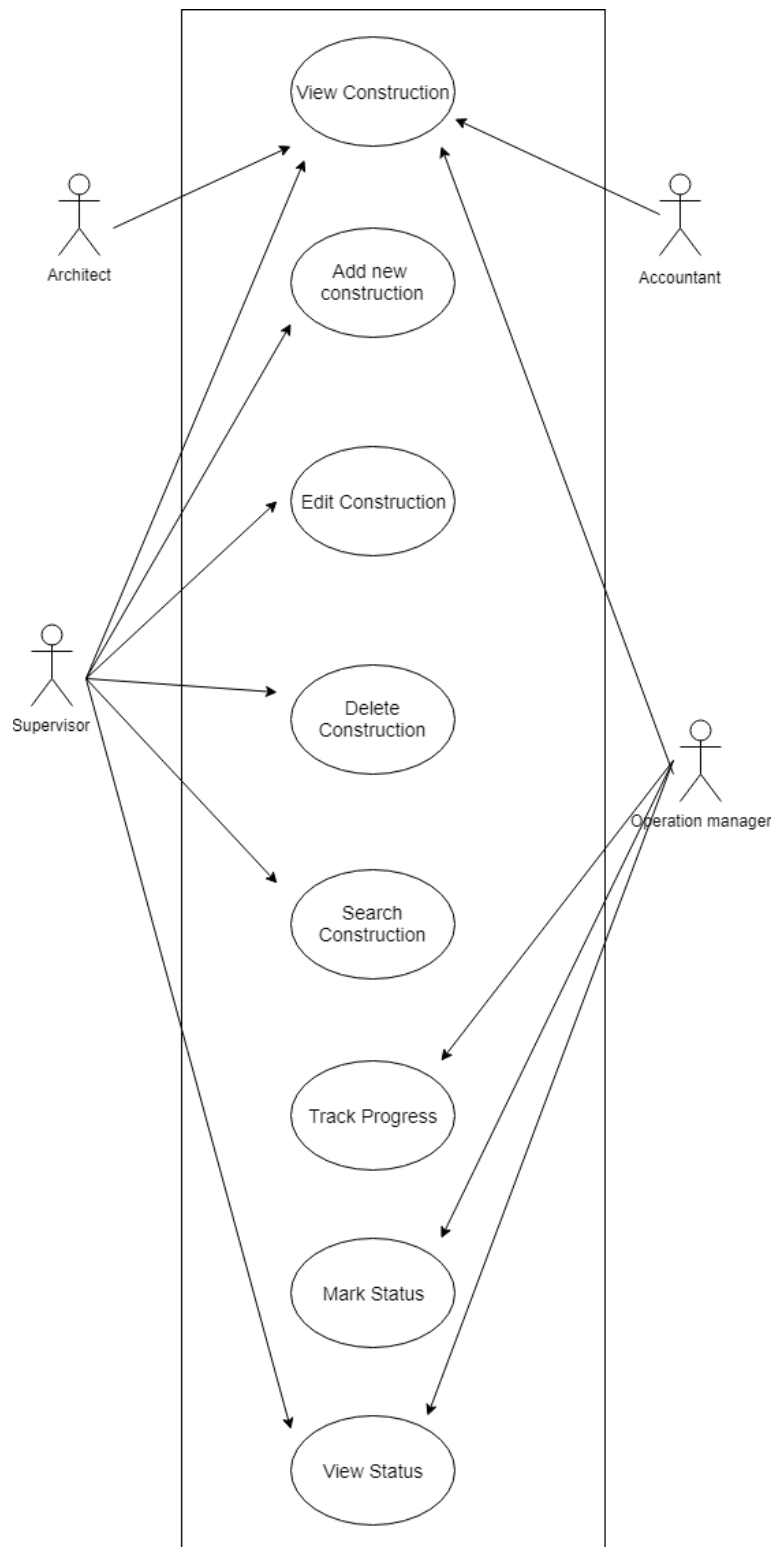 View Construction
Architect
Accountant
Add new
construction
Edit Construction
Supervisor
Delete
Construction
Operation manager
Search
Construction
Track Progress
Mark Status
View Status